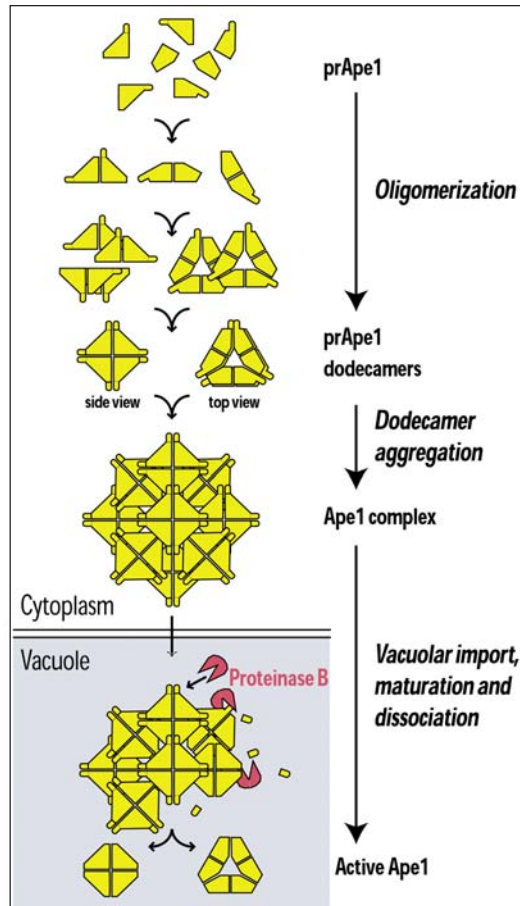 prApe1
Oligomerization
prApe1
dodecamers
side view
top view
Dodecamer
aggregation
Ape1 complex
Cytoplasm
Vacuole
Proteinase B
Vacuolar import,
maturation and
dissociation
Active Ape1